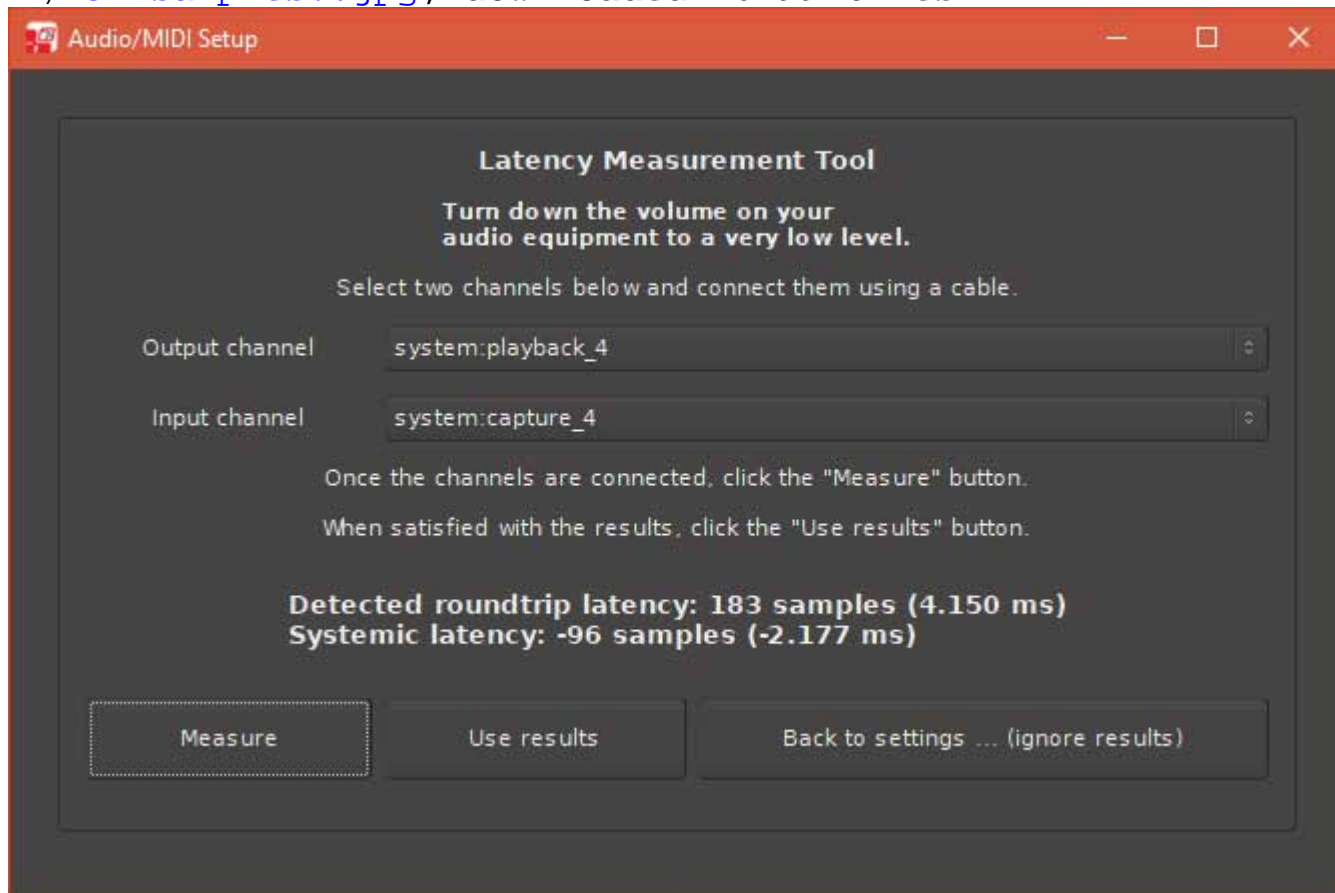 Audio/MIDI Setup
Latency Measurement Tool
Turn down the volume on your
audio equipment to a very low level.
Select two channels below and connect them using a cable.
Output channel system:playback_4
Input channel system:capture_4
Once the channels are connected, click the "Measure" button.
When satisfied with the results, click the "Use results" button.
Detected roundtrip latency: 183 samples (4.150 ms)
Systemic latency: -96 samples (-2.177 ms)
Measure Use results Back to settings ... (ignore results)